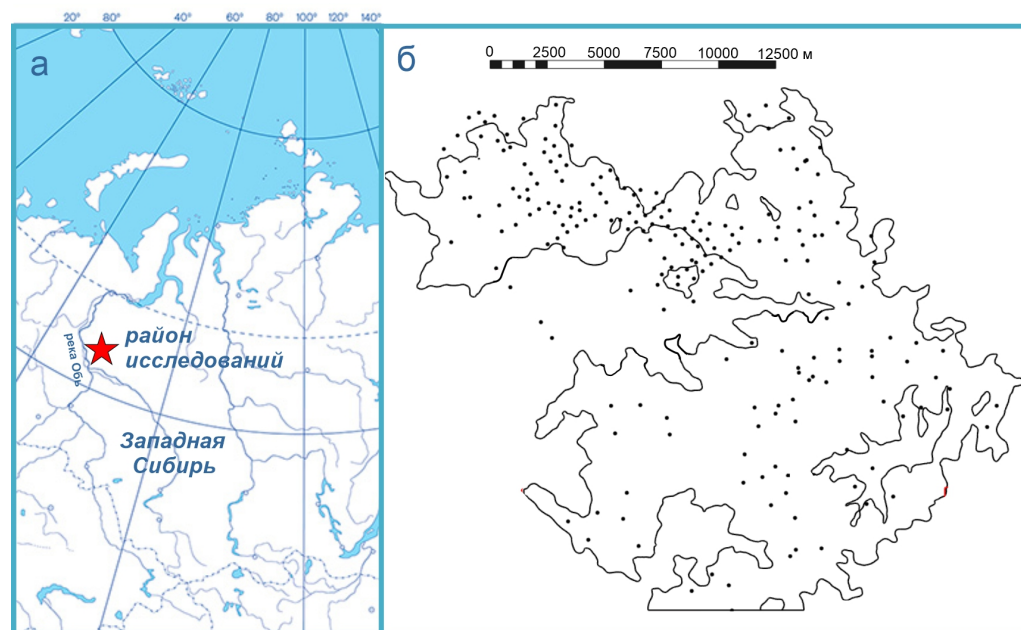 20° 80° 40° 60° 80° 100° 120° 140°
а
река Обь
район
исследований
Западная
Сибирь
б
0 2500 5000 7500 10000 12500 м